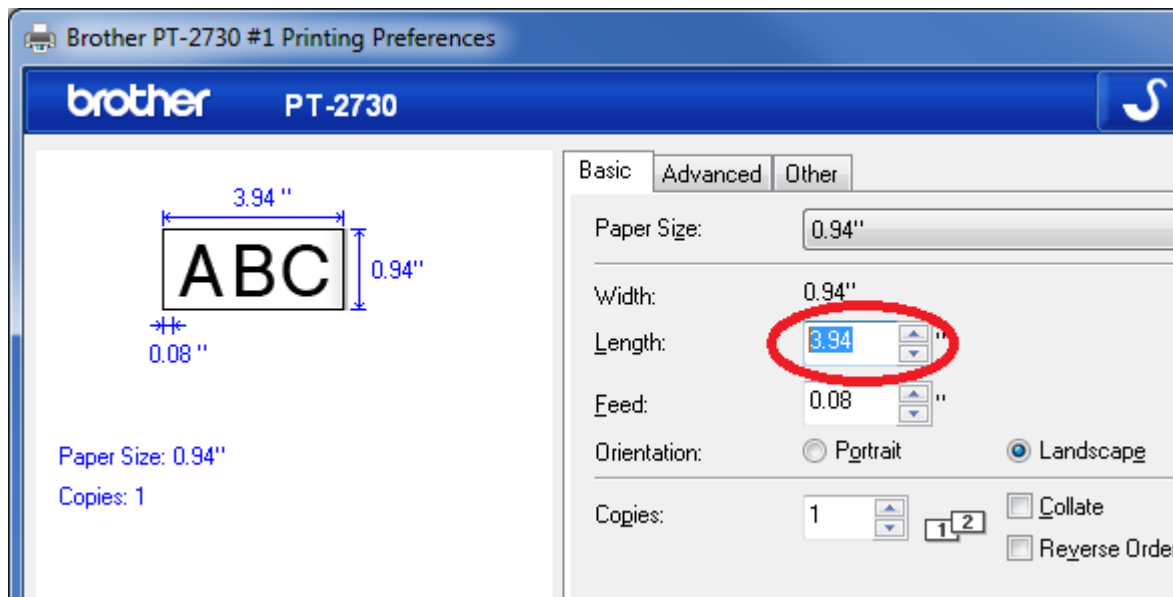 Brother PT-2730 #1 Printing Preferences
brother PT-2730
Basic Advanced Other
3.94 "
ABC
0.94"
0.08 "
Paper Size: 0.94"
Copies: 1
Paper Size: 0.94"
Width: 0.94"
Length: 3.94 "
Feed: 0.08 "
Orientation: Portrait Landscape
Copies: 1 1 2 Collate
Reverse Orde